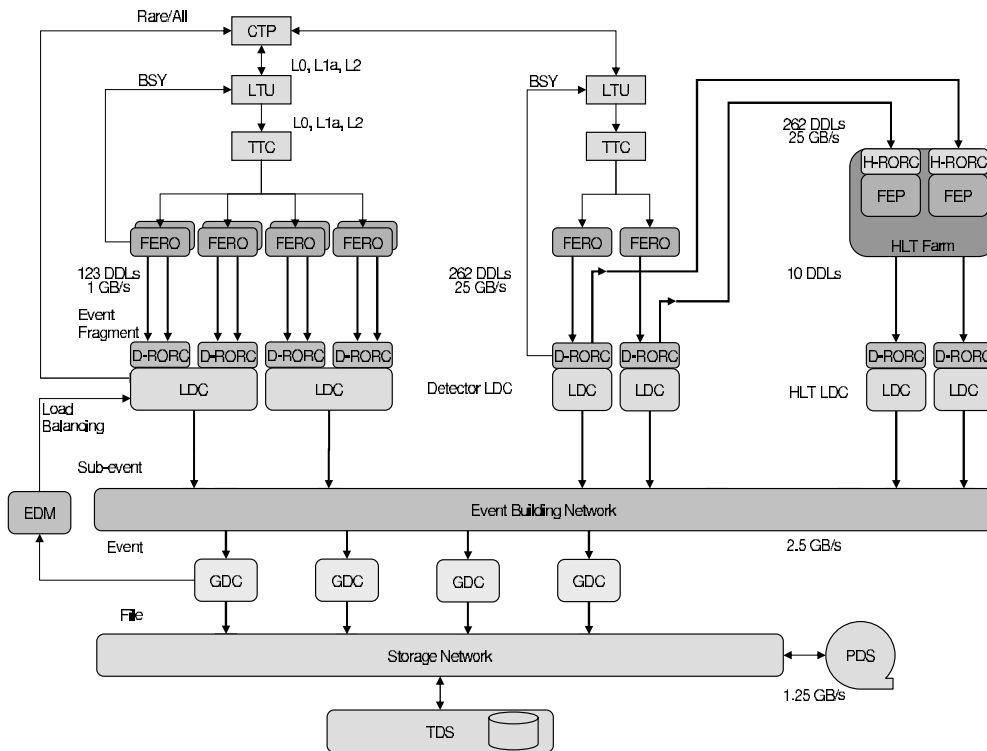 Rare/All
CTP
L0, L1a, L2
BSY
LTU
BSY
LTU
L0, L1a, L2
TTC
TTC
262 DDLs
25 GB/s
H-RORC
H-RORC
FEP
FEP
HLT Farm
FERO
FERO
FERO
FERO
FERO
FERO
123 DDLs
1 GB/s
262 DDLs
25 GB/s
10 DDLs
Event
Fragment
D-RORC
D-RORC
D-RORC
D-RORC
D-RORC
D-RORC
D-RORC
D-RORC
LDC
LDC
Detector LDC
LDC
LDC
HLT LDC
LDC
LDC
Load
Balancing
Sub-event
EDM
Event Building Network
Event
2.5 GB/s
GDC
GDC
GDC
GDC
File
Storage Network
PDS
1.25 GB/s
TDS